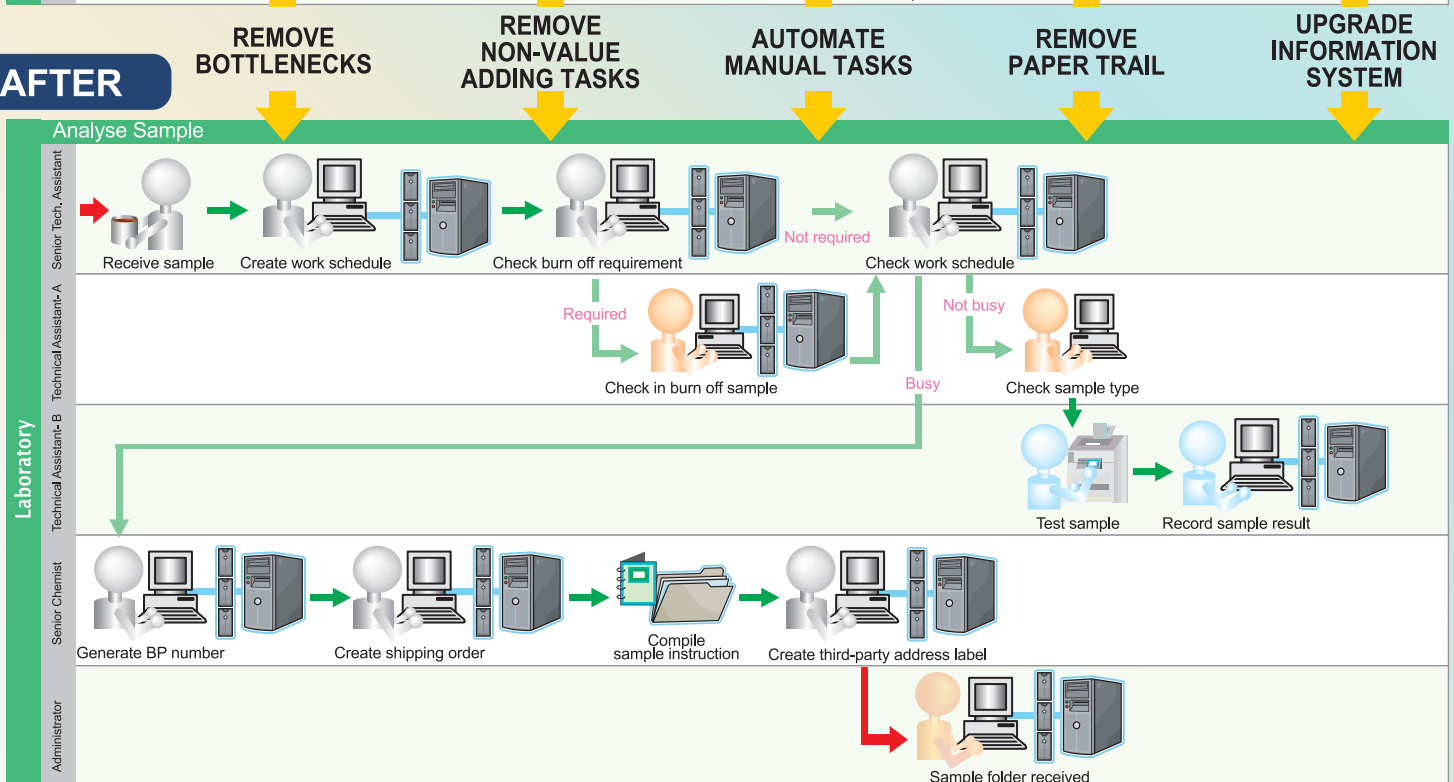 REMOVE
BOTTLENECKS
REMOVE
NON-VALUE
ADDING TASKS
AUTOMATE
MANUAL TASKS
REMOVE
PAPER TRAIL
UPGRADE
INFORMATION
SYSTEM
AFTER
Analyse Sample
Laboratory
Senior Tech. Assistant
Receive sample
Create work schedule
Check burn off requirement
Not required
Check work schedule
Technical Assistant- A
Required
Check in burn off sample
Busy
Not busy
Check sample type
Technical Assistant- B
Test sample
Record sample result
Senior Chemist
Generate BP number
Create shipping order
Compile
sample instruction
Create third-party address label
Administrator
Sample folder received